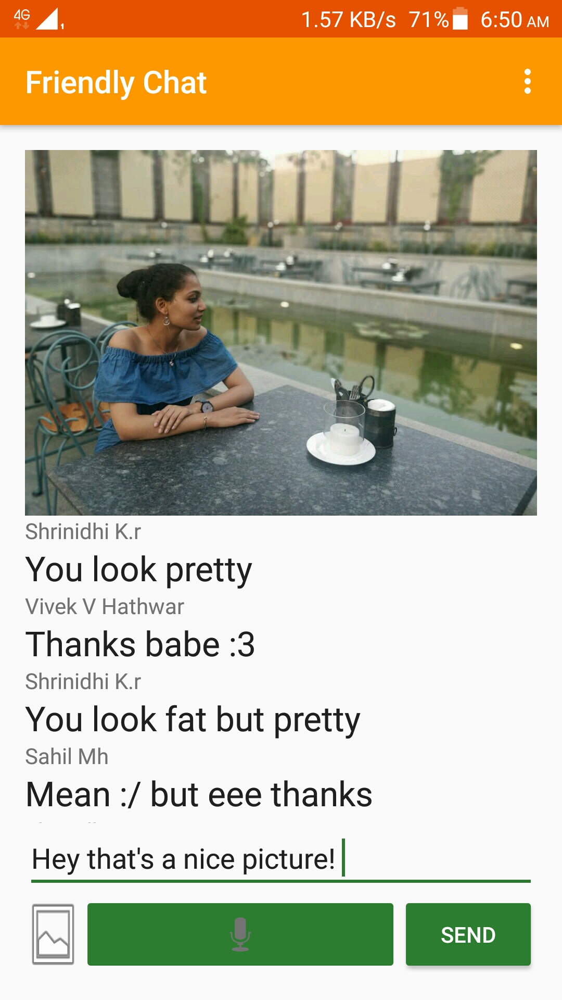 4G 1 1.57 KB/s 71% 6:50 AM
Friendly Chat
Shrinidhi K.r
You look pretty
Vivek V Hathwar
Thanks babe :3
Shrinidhi K.r
You look fat but pretty
Sahil Mh
Mean :/ but eee thanks
Hey that's a nice picture!
SEND